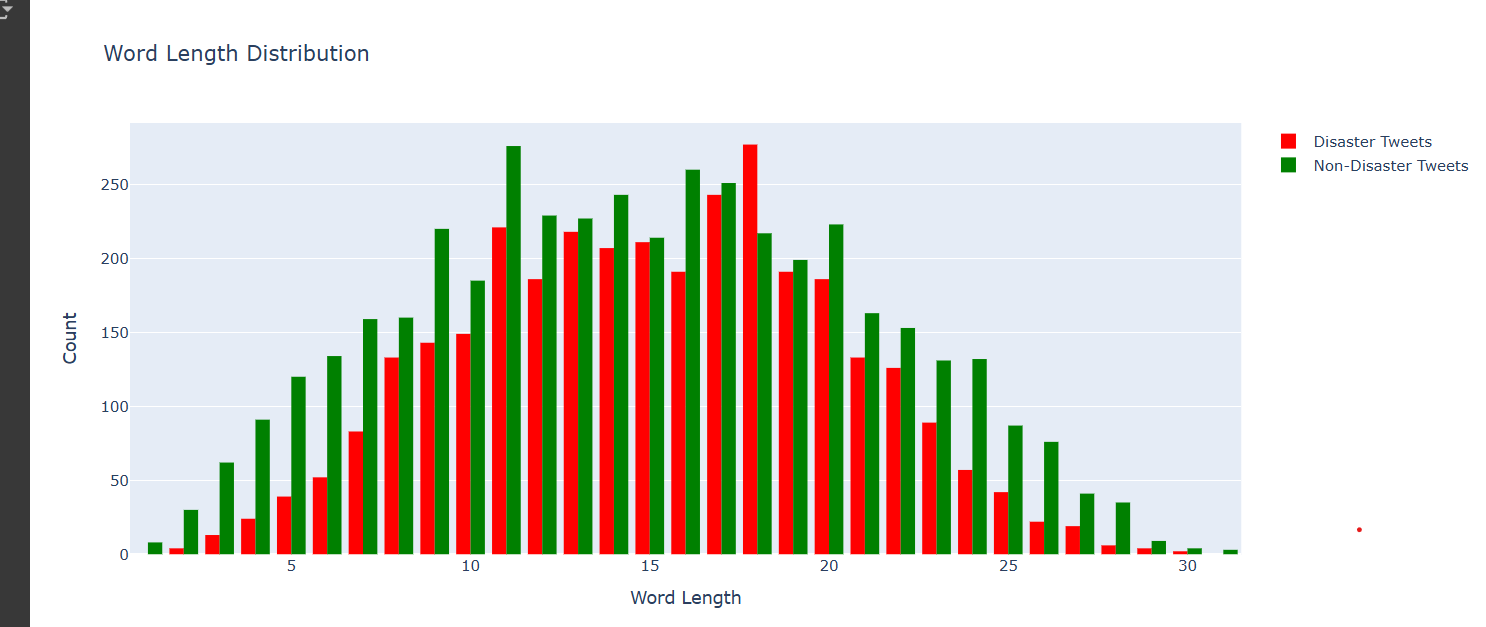 Word Length Distribution
Disaster Tweets
Non-Disaster Tweets
250
200
150
100
50
0
Count
5 10 15 20 25 30
Word Length